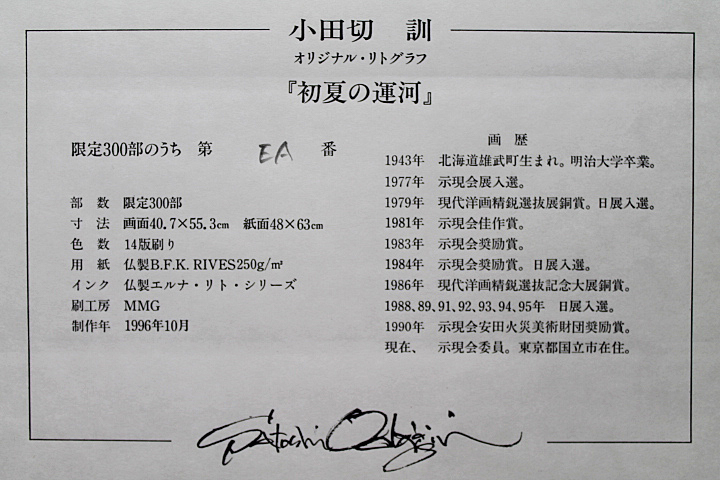 小田切 訓
オリジナル・リトグラフ
『初夏の運河』
限定300部のうち 第 EA 番
部 数 限定300部
寸 法 画面40.7×55.3cm 紙面48×63cm
色 数 14版刷り
用 紙 仏製B.F.K. RIVES250g/㎡
インク 仏製エルナ・リト・シリーズ
刷工房 MMG
制作年 1996年10月
画 歴
1943年 北海道雄武町生まれ。明治大学卒業。
1977年 示現会展入選。
1979年 現代洋画精鋭選抜展銅賞。日展入選。
1981年 示現会佳作賞。
1983年 示現会奨励賞。
1984年 示現会奨励賞。日展入選。
1986年 現代洋画精鋭選抜記念大展銅賞。
1988、89、91、92、93、94、95年 日展入選。
1990年 示現会安田火災美術財団奨励賞。
現在、 示現会委員。東京都国立市在住。
Satoshi Otagiri